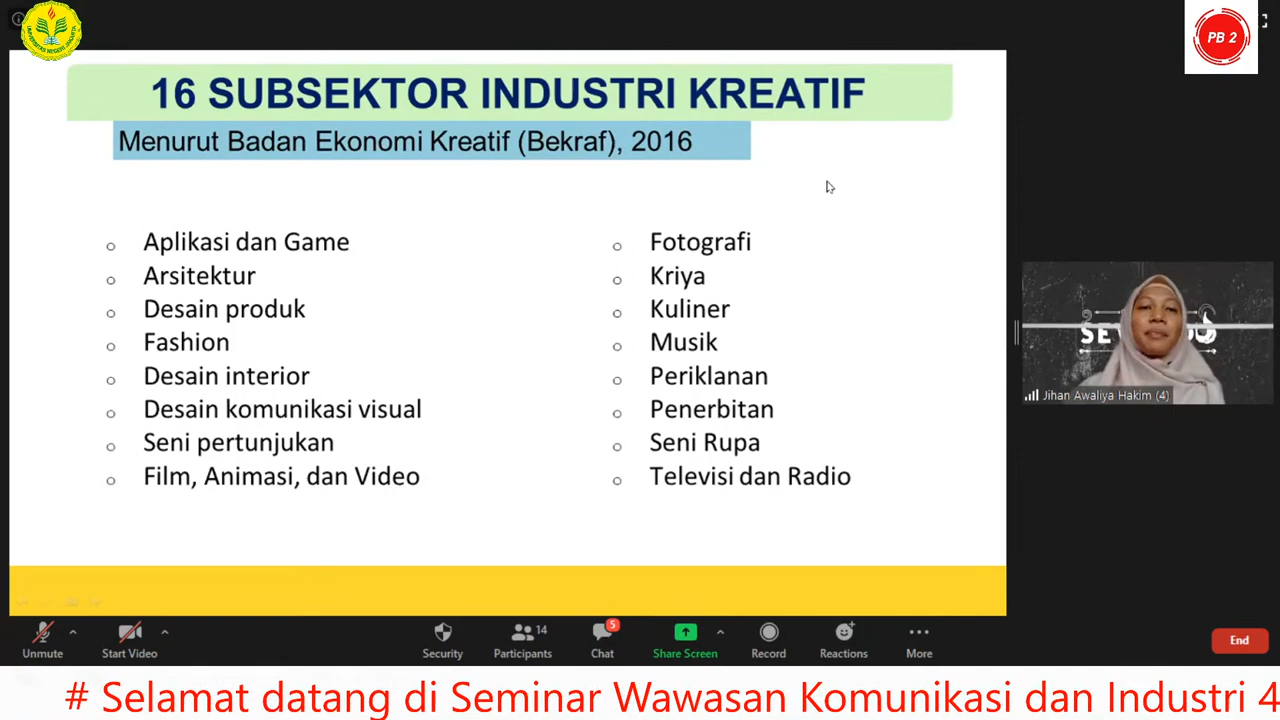 UNIVERSITAS NEGERI JAKARTA
PB 2
16 SUBSEKTOR INDUSTRI KREATIF
Menurut Badan Ekonomi Kreatif (Bekraf), 2016
Aplikasi dan Game
Arsitektur
Desain produk
Fashion
Desain interior
Desain komunikasi visual
Seni pertunjukan
Film, Animasi, dan Video
Fotografi
Kriya
Kuliner
Musik
Periklanan
Penerbitan
Seni Rupa
Televisi dan Radio
Jihan Awaliya Hakim (4)
Unmute
Start Video
Security
14
Participants
5
Chat
Share Screen
Record
Reactions
More
End
# Selamat datang di Seminar Wawasan Komunikasi dan Industri 4